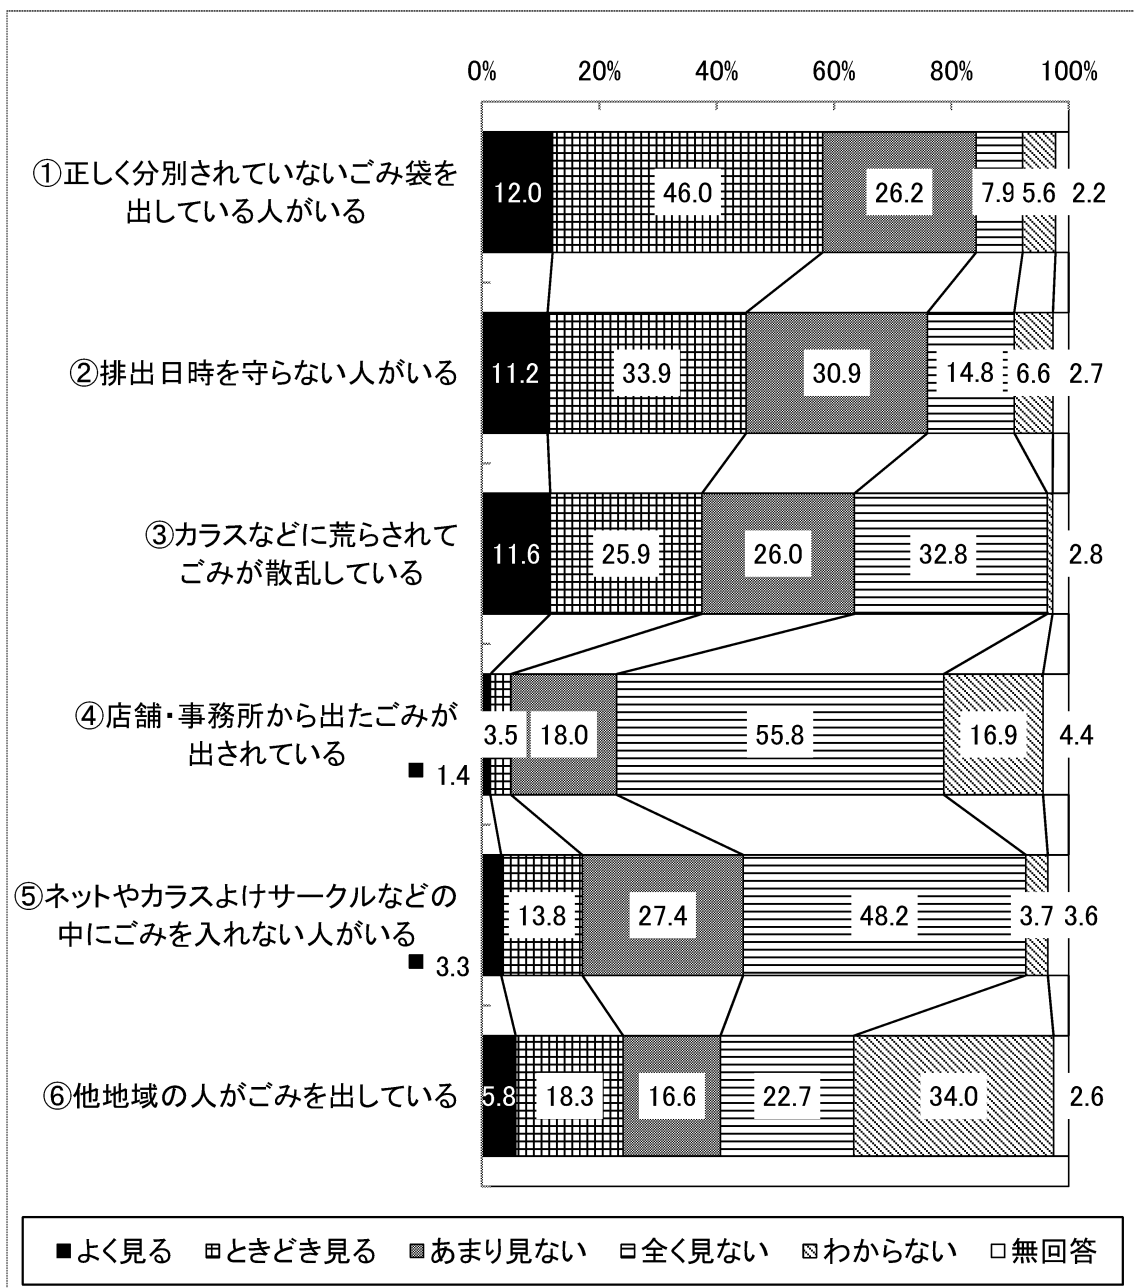 0% 20% 40% 60% 80% 100%
①正しく分別されていないごみ袋を
出している人がいる
12.0 46.0 26.2 7.9 5.6 2.2
②排出日時を守らない人がいる
11.2 33.9 30.9 14.8 6.6 2.7
③カラスなどに荒らされて
ごみが散乱している
11.6 25.9 26.0 32.8 2.8
④店舗・事務所から出たごみが
出されている
1.4 3.5 18.0 55.8 16.9 4.4
⑤ネットやカラスよけサークルなどの
中にごみを入れない人がいる
3.3 13.8 27.4 48.2 3.7 3.6
⑥他地域の人がごみを出している
5.8 18.3 16.6 22.7 34.0 2.6
よく見る ときどき見る あまり見ない 全く見ない わからない 無回答